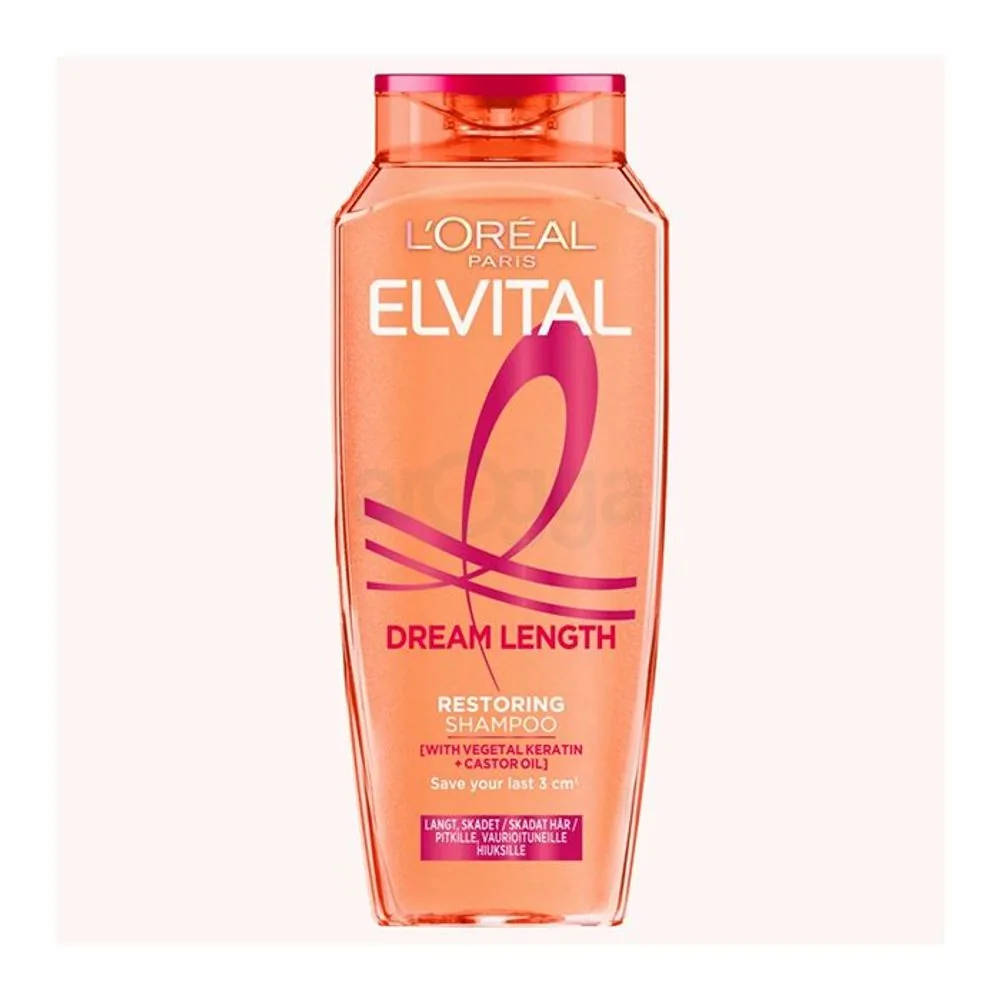 L'ORÉAL
PARIS
ELVITAL
arogga
DREAM LENGTH
RESTORING
SHAMPOO
[WITH VEGETAL KERATIN
+ CASTOR OIL]
Save your last 3 cm¹
LANGT, SKADET / SKADAT HÅR /
PITKILLE, VAURIOITUNEILLE
HIUKSILLE